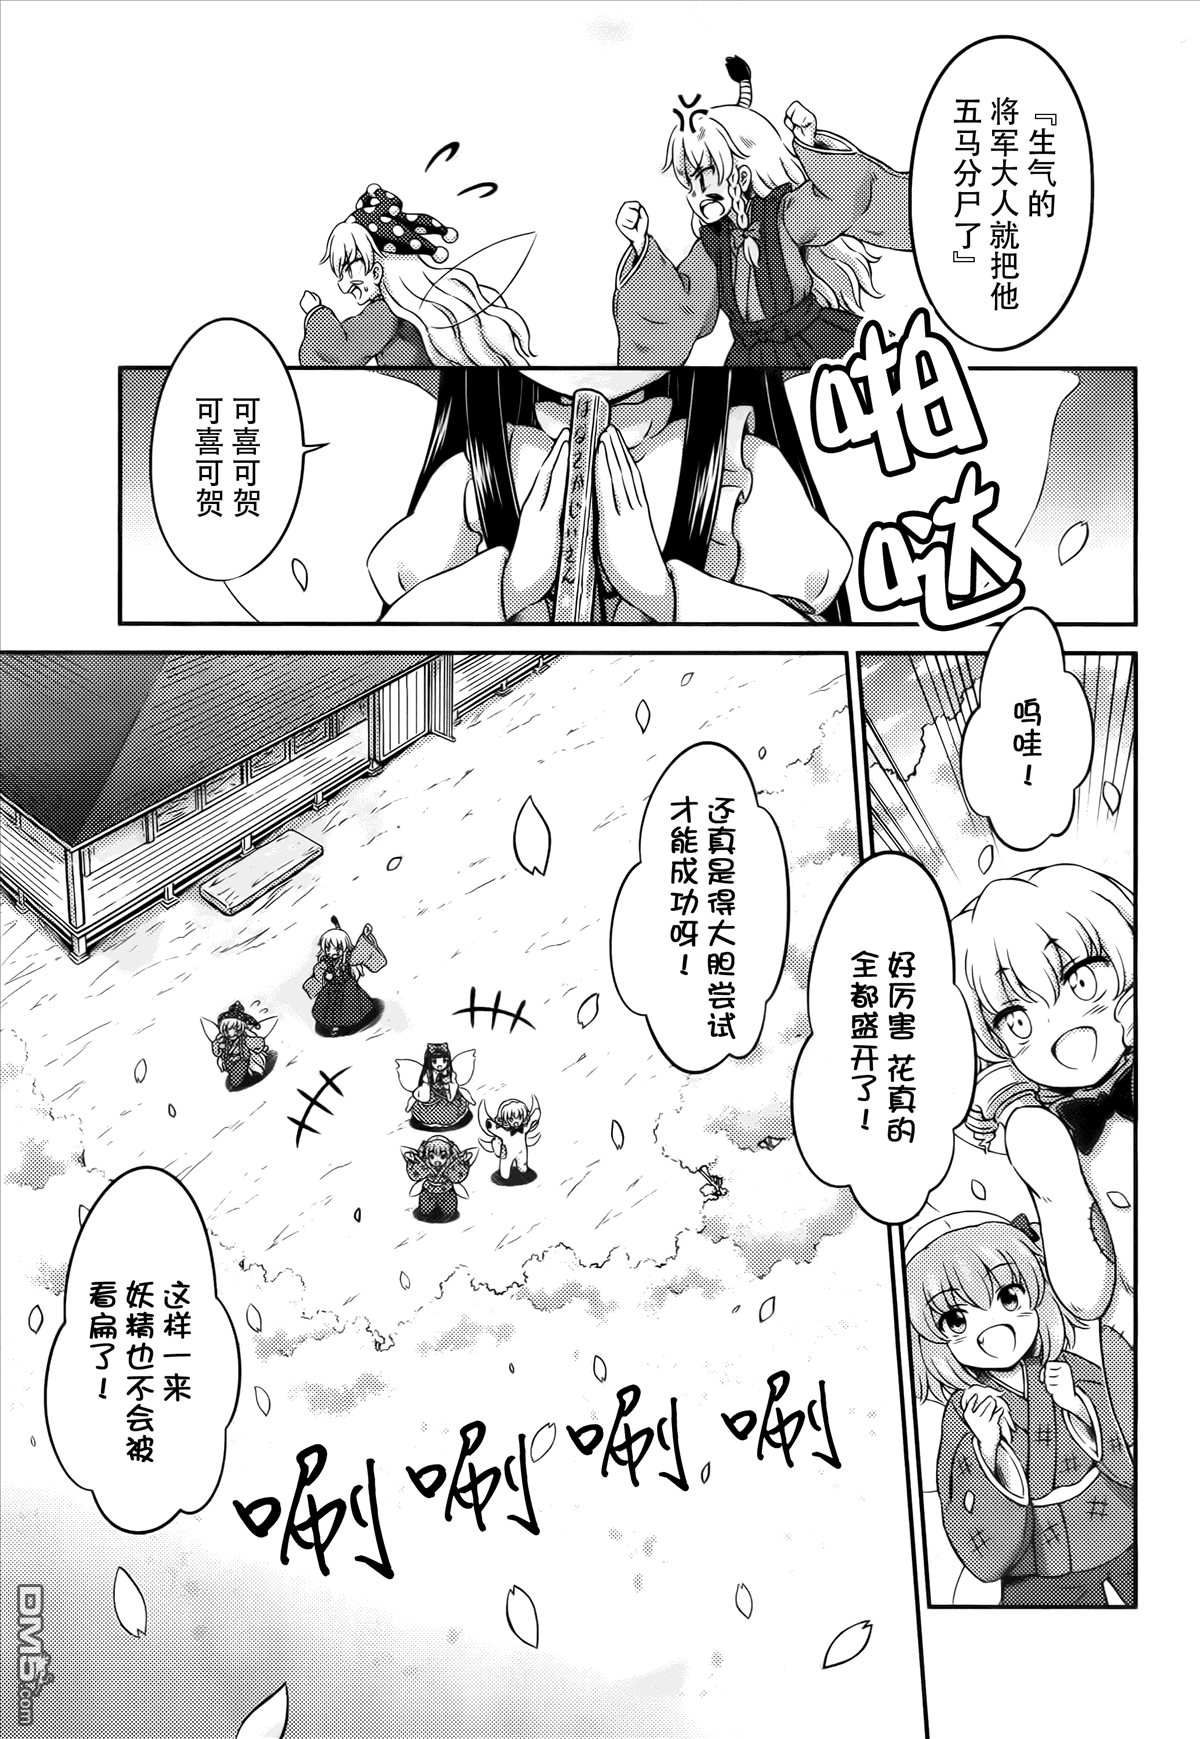 『生气的
将军大人就把他
五马分尸了』
啪
哒
可喜可贺
可喜可贺
呜
哇！
好厉害 花真的
全都盛开了！
还真是得大胆尝试
才能成功呀！
这样一来
妖精也不会被
看扁了！
唰唰唰唰
DM5.com